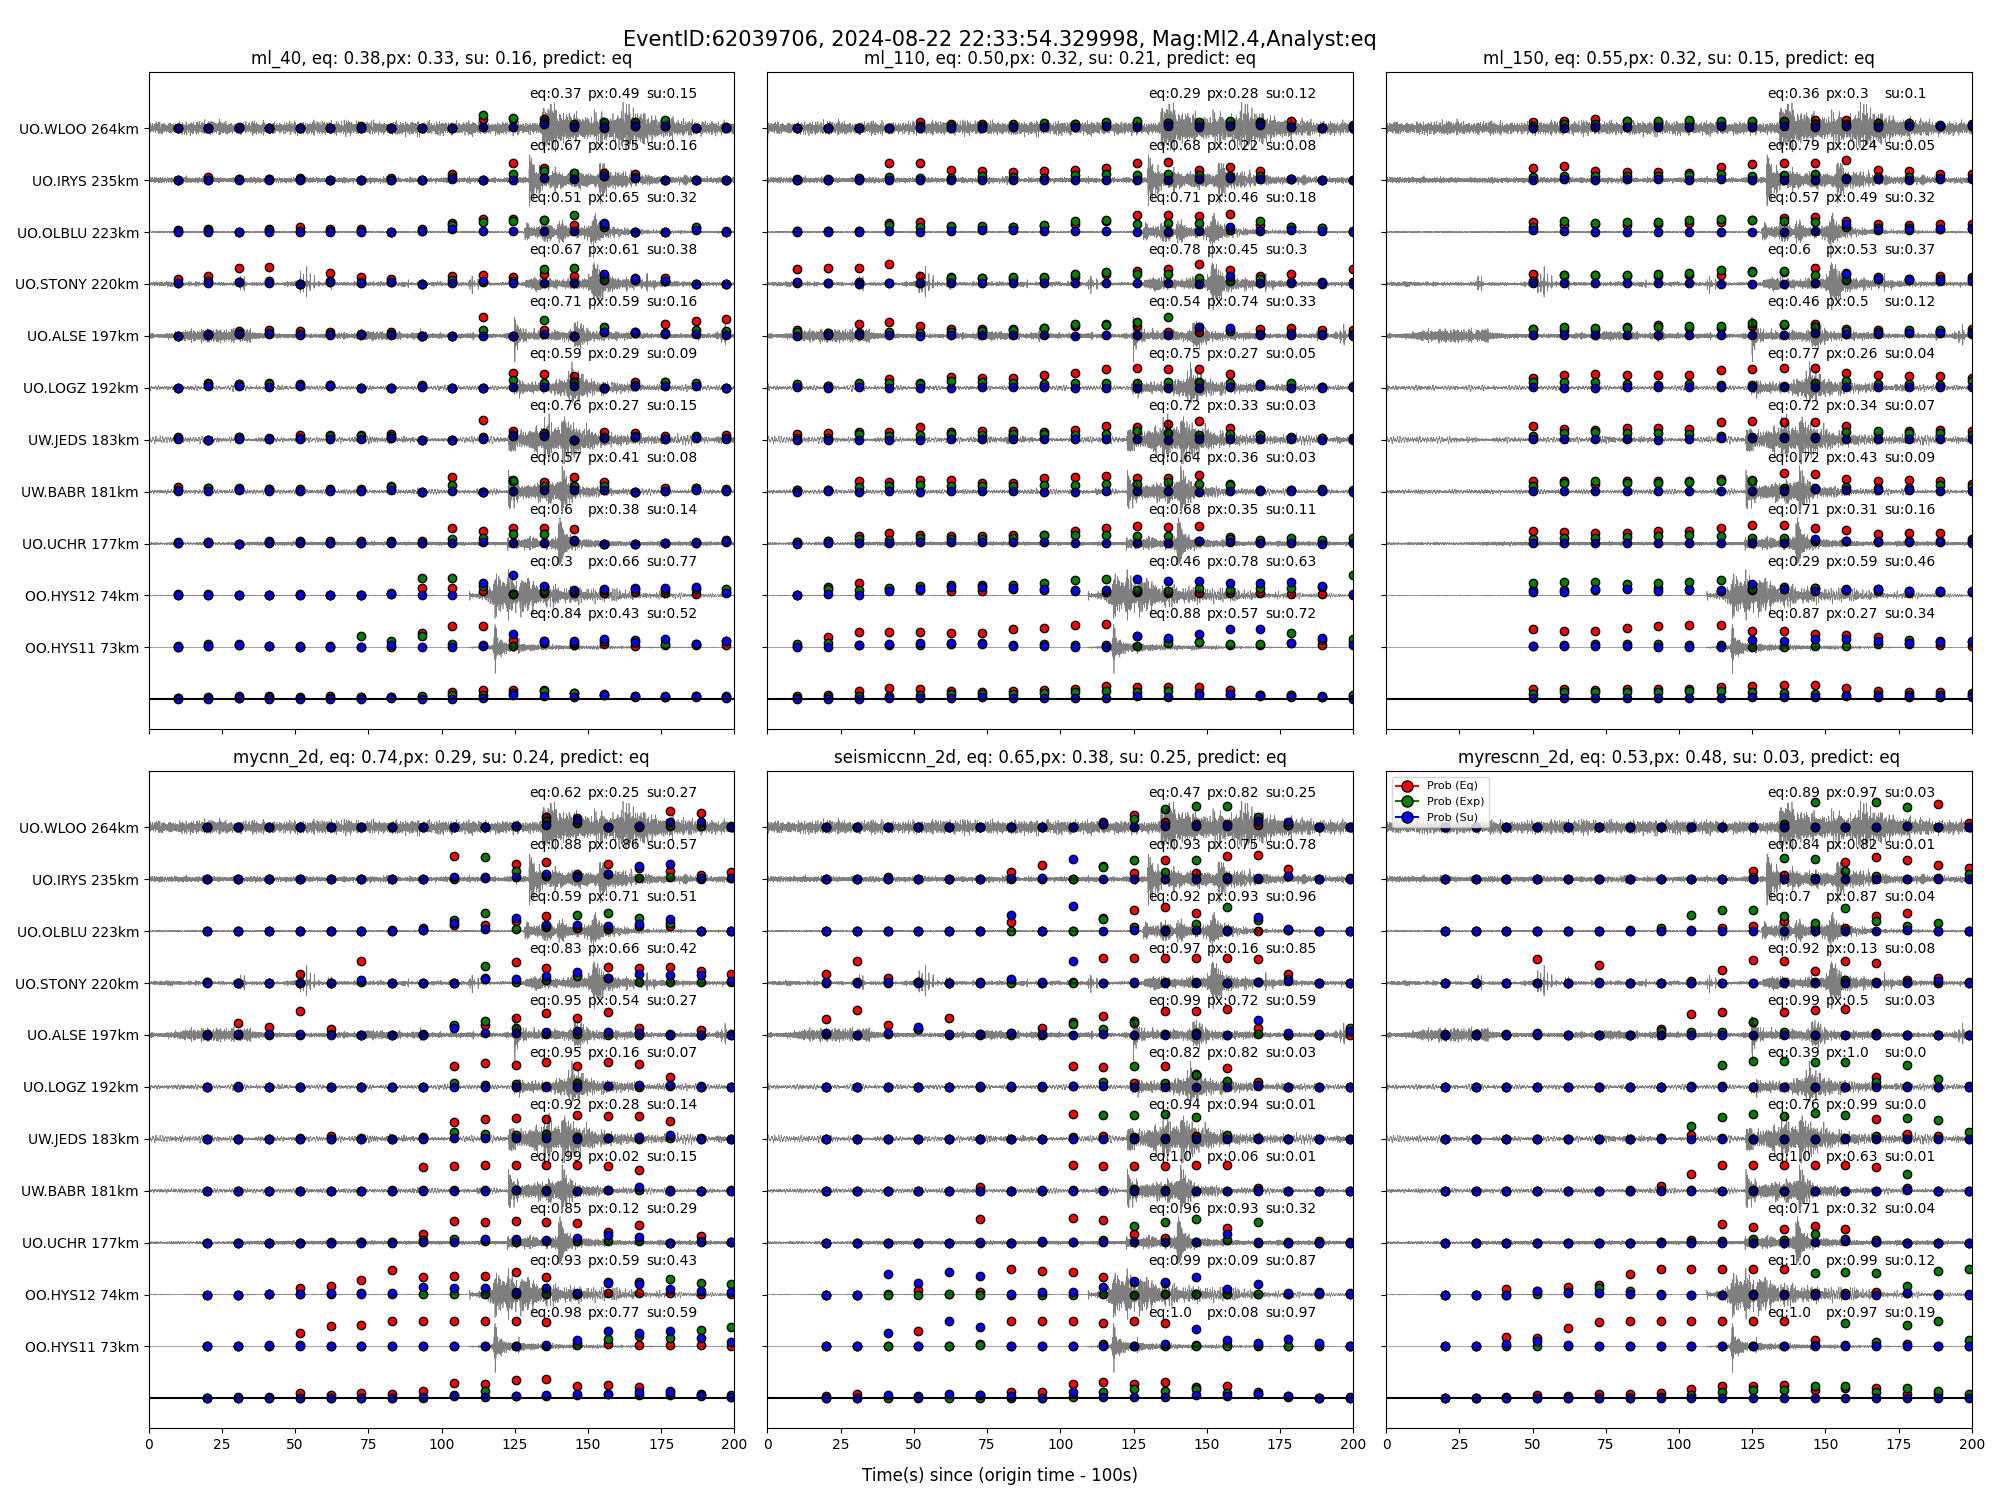 EventID:62039706, 2024-08-22 22:33:54.329998, Mag:Ml2.4,Analyst:eq
ml_40, eq: 0.38,px: 0.33, su: 0.16, predict: eq
UO.WLOO 264km
eq:0.37 px:0.49 su:0.15
UO.IRYS 235km
eq:0.67 px:0.35 su:0.16
UO.OLBLU 223km
eq:0.51 px:0.65 su:0.32
UO.STONY 220km
eq:0.67 px:0.61 su:0.38
UO.ALSE 197km
eq:0.71 px:0.59 su:0.16
UO.LOGZ 192km
eq:0.59 px:0.29 su:0.09
UW.JEDS 183km
eq:0.76 px:0.27 su:0.15
UW.BABR 181km
eq:0.57 px:0.41 su:0.08
UO.UCHR 177km
eq:0.6 px:0.38 su:0.14
OO.HYS12 74km
eq:0.3 px:0.66 su:0.77
OO.HYS11 73km
eq:0.84 px:0.43 su:0.52
ml_110, eq: 0.50,px: 0.32, su: 0.21, predict: eq
eq:0.29 px:0.28 su:0.12
eq:0.68 px:0.22 su:0.08
eq:0.71 px:0.46 su:0.18
eq:0.78 px:0.45 su:0.3
eq:0.54 px:0.74 su:0.33
eq:0.75 px:0.27 su:0.05
eq:0.72 px:0.33 su:0.03
eq:0.64 px:0.36 su:0.03
eq:0.68 px:0.35 su:0.11
eq:0.46 px:0.78 su:0.63
eq:0.88 px:0.57 su:0.72
ml_150, eq: 0.55,px: 0.32, su: 0.15, predict: eq
eq:0.36 px:0.3 su:0.1
eq:0.79 px:0.24 su:0.05
eq:0.57 px:0.49 su:0.32
eq:0.6 px:0.53 su:0.37
eq:0.46 px:0.5 su:0.12
eq:0.77 px:0.26 su:0.04
eq:0.72 px:0.34 su:0.07
eq:0.72 px:0.43 su:0.09
eq:0.71 px:0.31 su:0.16
eq:0.29 px:0.59 su:0.46
eq:0.87 px:0.27 su:0.34
mycnn_2d, eq: 0.74,px: 0.29, su: 0.24, predict: eq
UO.WLOO 264km
eq:0.62 px:0.25 su:0.27
UO.IRYS 235km
eq:0.88 px:0.86 su:0.57
UO.OLBLU 223km
eq:0.59 px:0.71 su:0.51
UO.STONY 220km
eq:0.83 px:0.66 su:0.42
UO.ALSE 197km
eq:0.95 px:0.54 su:0.27
UO.LOGZ 192km
eq:0.95 px:0.16 su:0.07
UW.JEDS 183km
eq:0.92 px:0.28 su:0.14
UW.BABR 181km
eq:0.99 px:0.02 su:0.15
UO.UCHR 177km
eq:0.85 px:0.12 su:0.29
OO.HYS12 74km
eq:0.93 px:0.59 su:0.43
OO.HYS11 73km
eq:0.98 px:0.77 su:0.59
0 25 50 75 100 125 150 175 200
seismiccnn_2d, eq: 0.65,px: 0.38, su: 0.25, predict: eq
eq:0.47 px:0.82 su:0.25
eq:0.93 px:0.75 su:0.78
eq:0.92 px:0.93 su:0.96
eq:0.97 px:0.16 su:0.85
eq:0.99 px:0.72 su:0.59
eq:0.82 px:0.82 su:0.03
eq:0.94 px:0.94 su:0.01
eq:1.0 px:0.06 su:0.01
eq:0.96 px:0.93 su:0.32
eq:0.99 px:0.09 su:0.87
eq:1.0 px:0.08 su:0.97
0 25 50 75 100 125 150 175 200
myrescnn_2d, eq: 0.53,px: 0.48, su: 0.03, predict: eq
Prob (Eq)
Prob (Exp)
Prob (Su)
eq:0.89 px:0.97 su:0.03
eq:0.84 px:0.82 su:0.01
eq:0.7 px:0.87 su:0.04
eq:0.92 px:0.13 su:0.08
eq:0.99 px:0.5 su:0.03
eq:0.39 px:1.0 su:0.0
eq:0.76 px:0.99 su:0.0
eq:1.0 px:0.63 su:0.01
eq:0.71 px:0.32 su:0.04
eq:1.0 px:0.99 su:0.12
eq:1.0 px:0.97 su:0.19
0 25 50 75 100 125 150 175 200
Time(s) since (origin time - 100s)